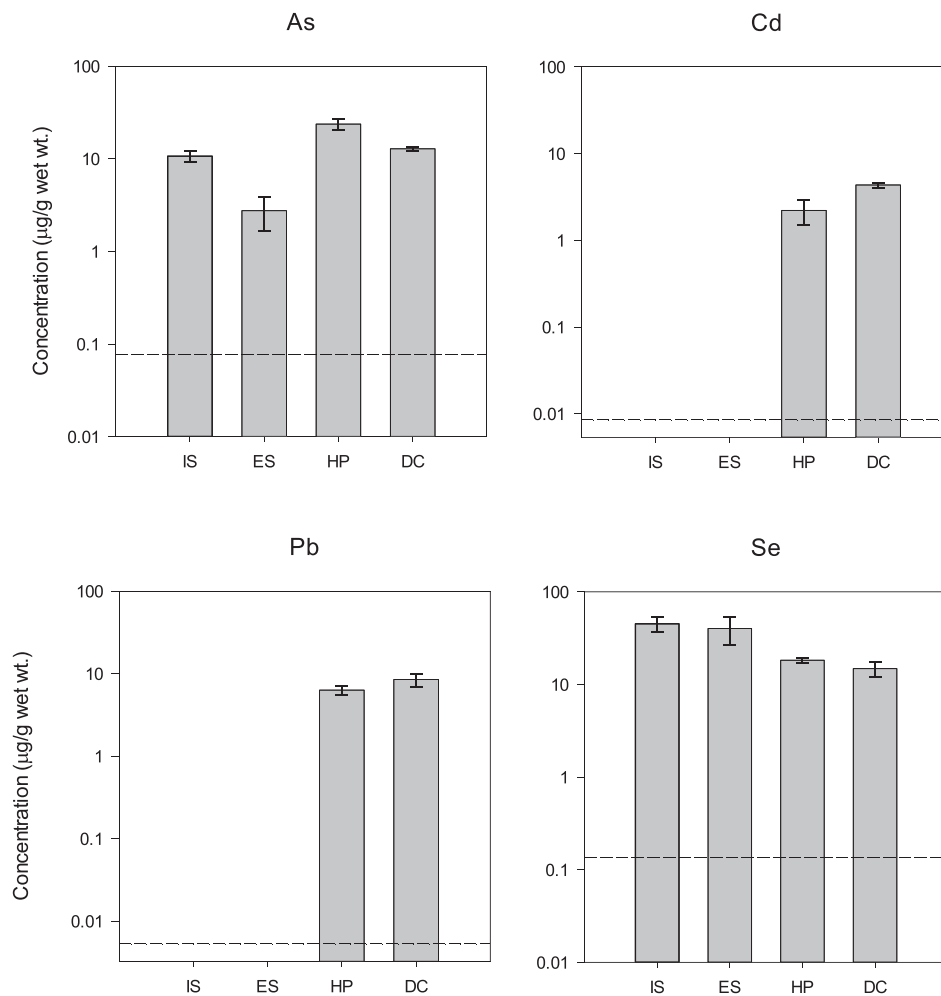 As
Concentration (µg/g wet wt.)
100
10
1
0.1
0.01
IS ES HP DC
Cd
100
10
1
0.1
0.01
IS ES HP DC
Pb
Concentration (µg/g wet wt.)
100
10
1
0.1
0.01
IS ES HP DC
Se
100
10
1
0.1
0.01
IS ES HP DC